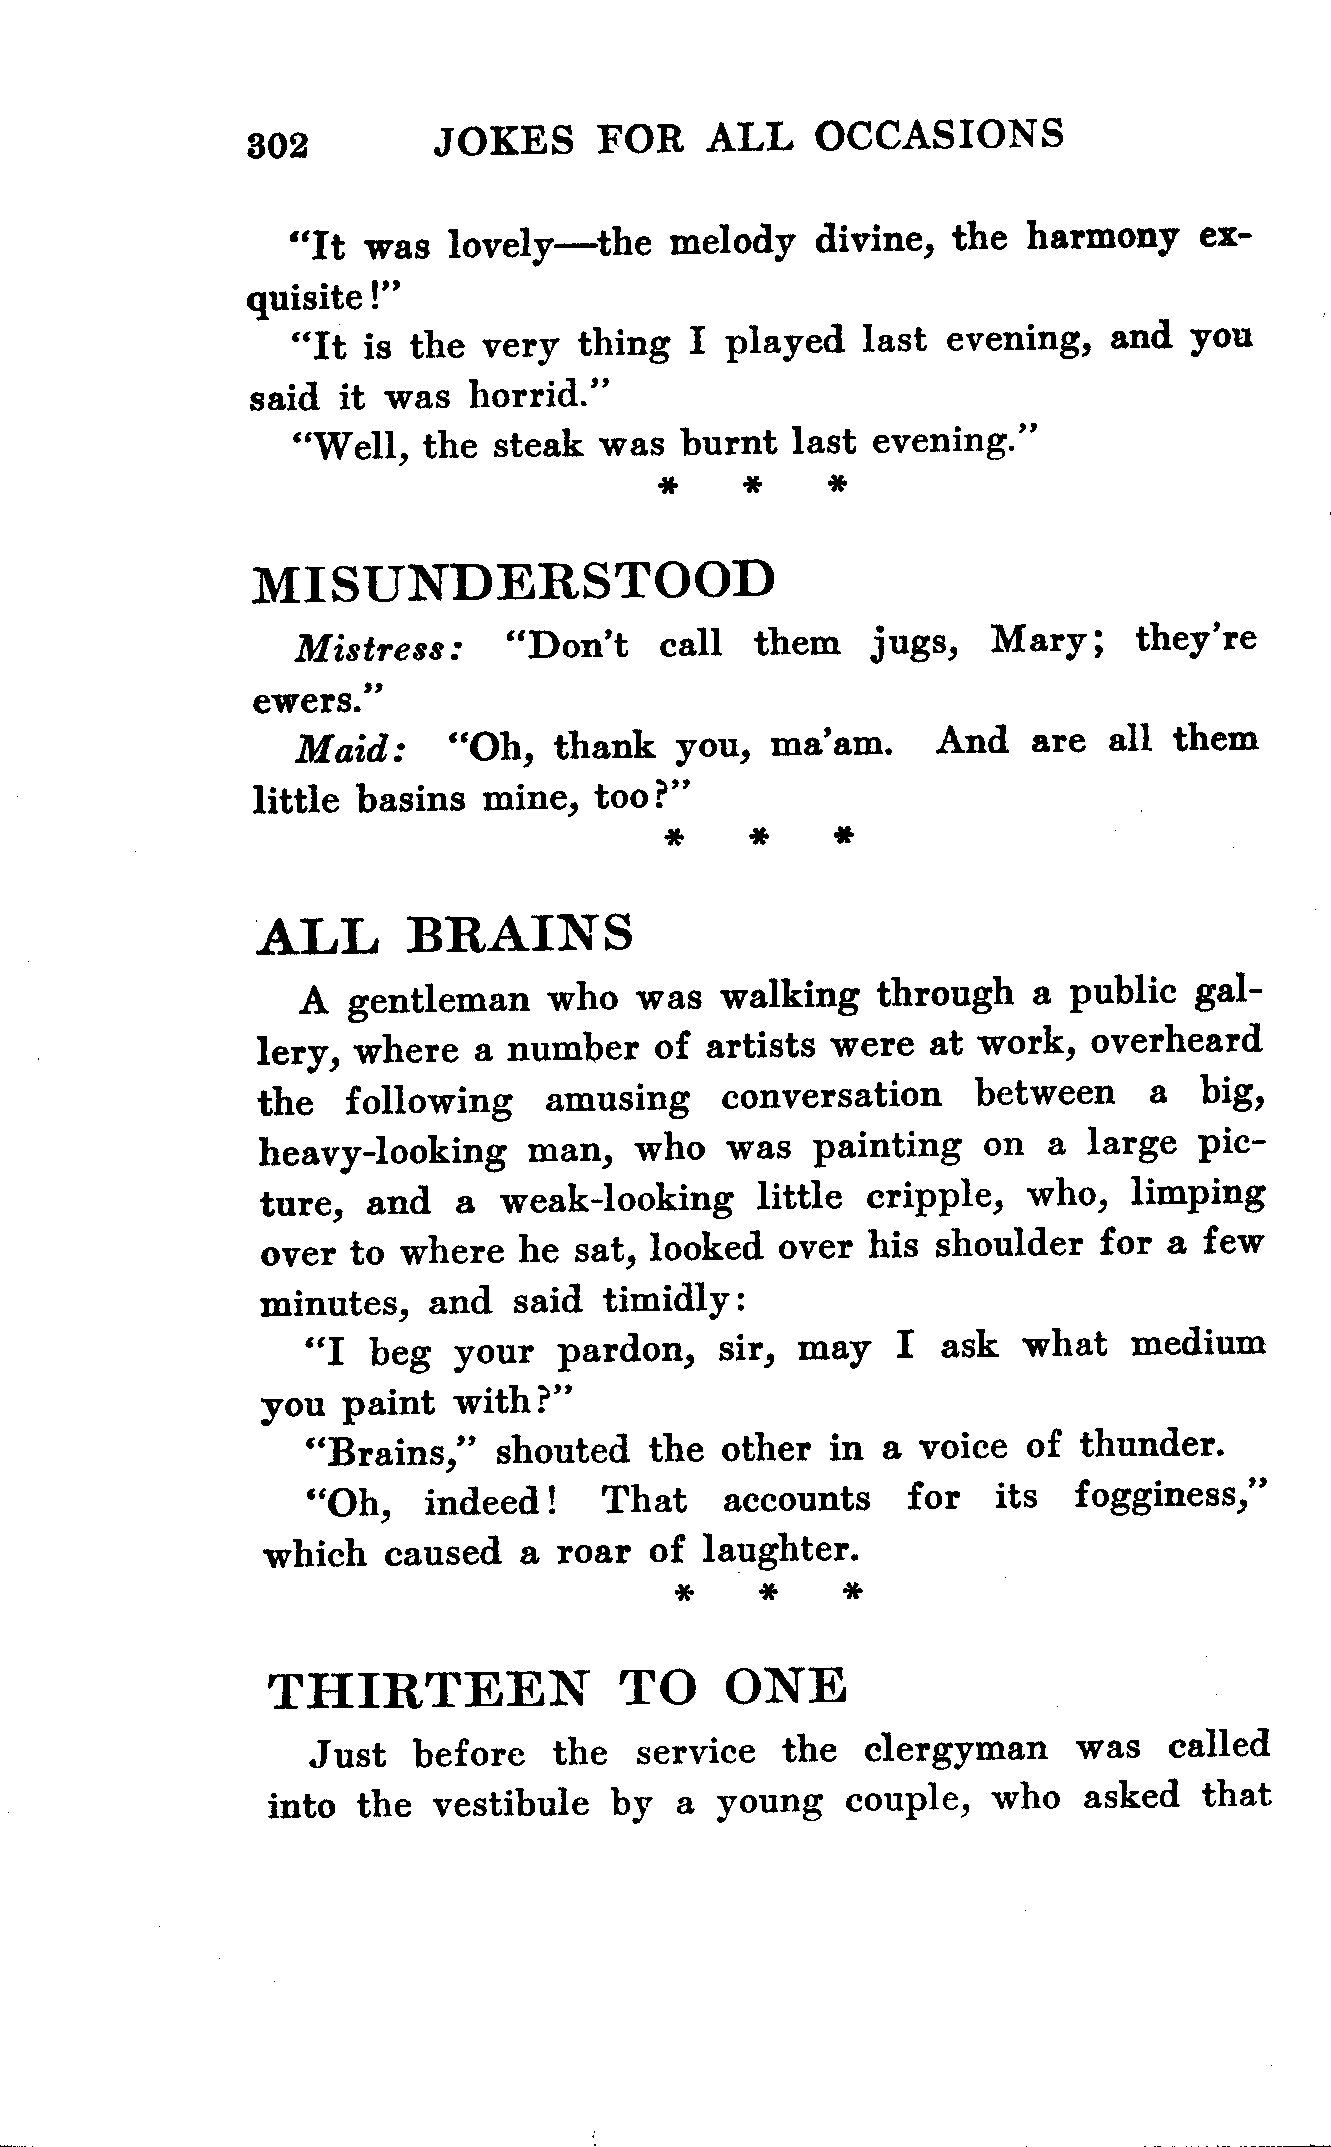 302 JOKES FOR ALL OCCASIONS
“It was lovely—the melody divine, the harmony ex-
quisite!”
“It is the very thing I played last evening, and you
said it was horrid.”
“Well, the steak was burnt last evening.”
* * *
MISUNDERSTOOD
Mistress: “Don’t call them jugs, Mary; they’re
ewers.”
Maid: “Oh, thank you, ma’am. And are all them
little basins mine, too?”
* * *
ALL BRAINS
A gentleman who was walking through a public gal-
lery, where a number of artists were at work, overheard
the following amusing conversation between a big,
heavy-looking man, who was painting on a large pic-
ture, and a weak-looking little cripple, who, limping
over to where he sat, looked over his shoulder for a few
minutes, and said timidly:
“I beg your pardon, sir, may I ask what medium
you paint with?”
“Brains,” shouted the other in a voice of thunder.
“Oh, indeed! That accounts for its fogginess,”
which caused a roar of laughter.
* * *
THIRTEEN TO ONE
Just before the service the clergyman was called
into the vestibule by a young couple, who asked that